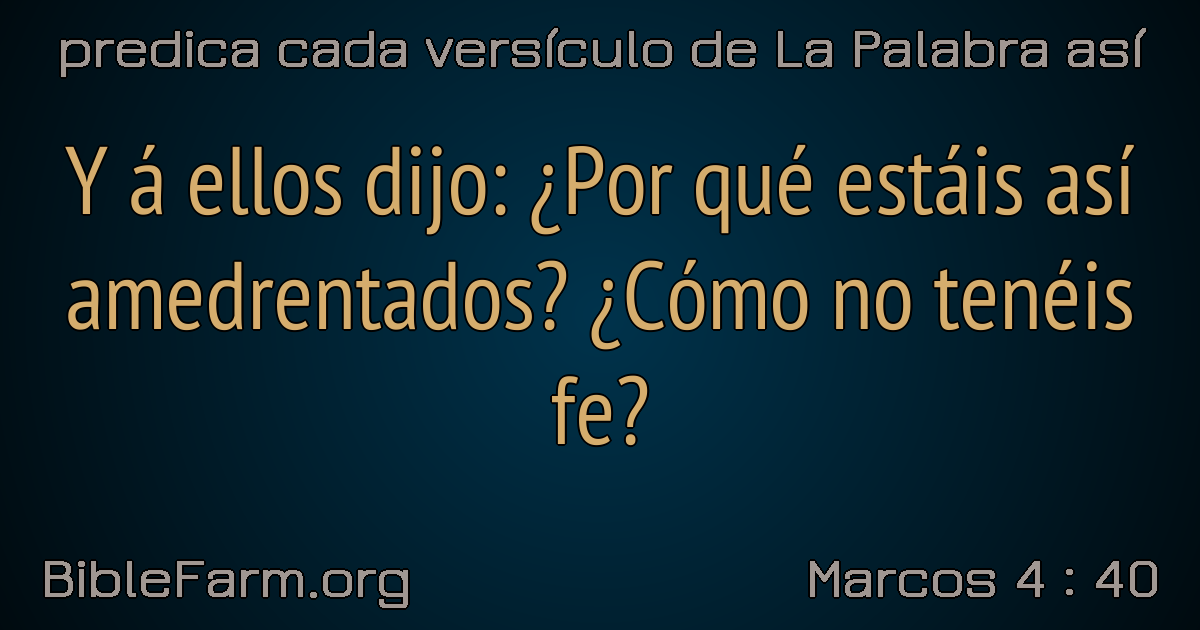 predica cada versículo de La Palabra así
Y á ellos dijo: ¿Por qué estáis así
amedrentados? ¿Cómo no tenéis
fe?
BibleFarm.org
Marcos 4 : 40